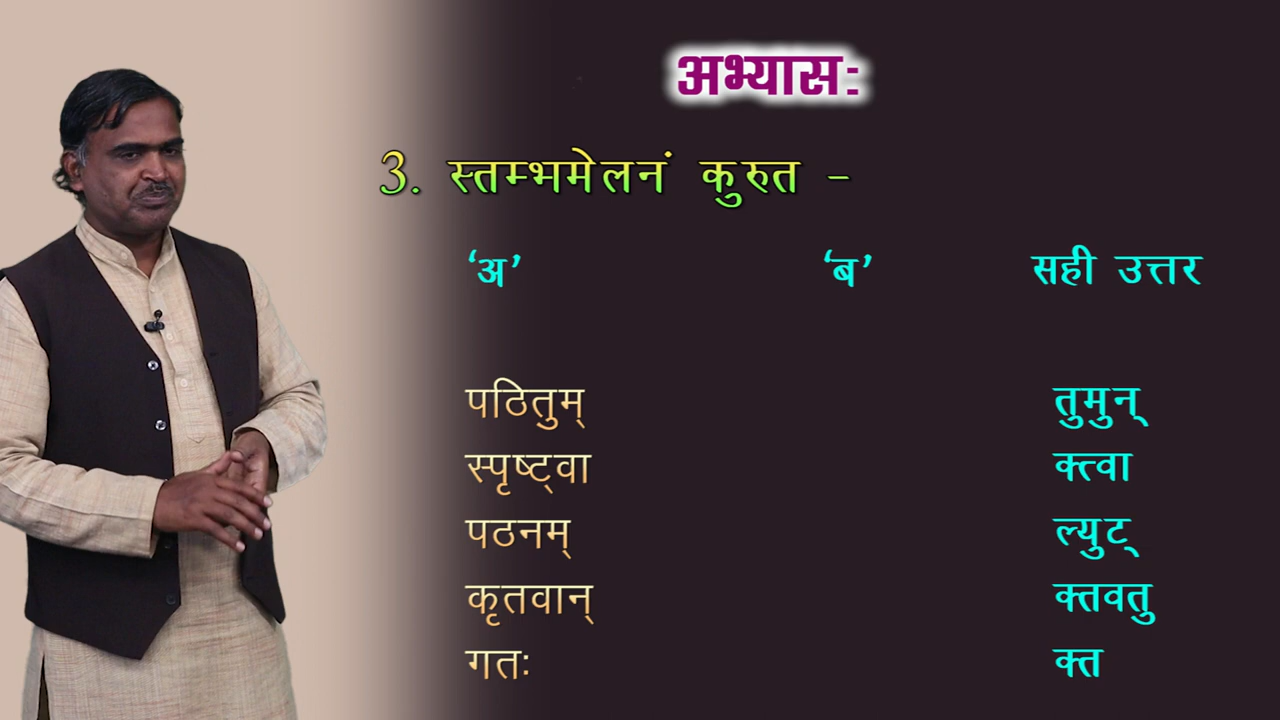 अभ्यासः
3. स्तम्भमेलनं कुरुत –
‘अ’ ‘ब’ सही उत्तर
पठितुम् तुमुन्
स्पृष्ट्वा क्त्वा
पठनम् ल्युट्
कृतवान् क्तवतु
गतः क्त